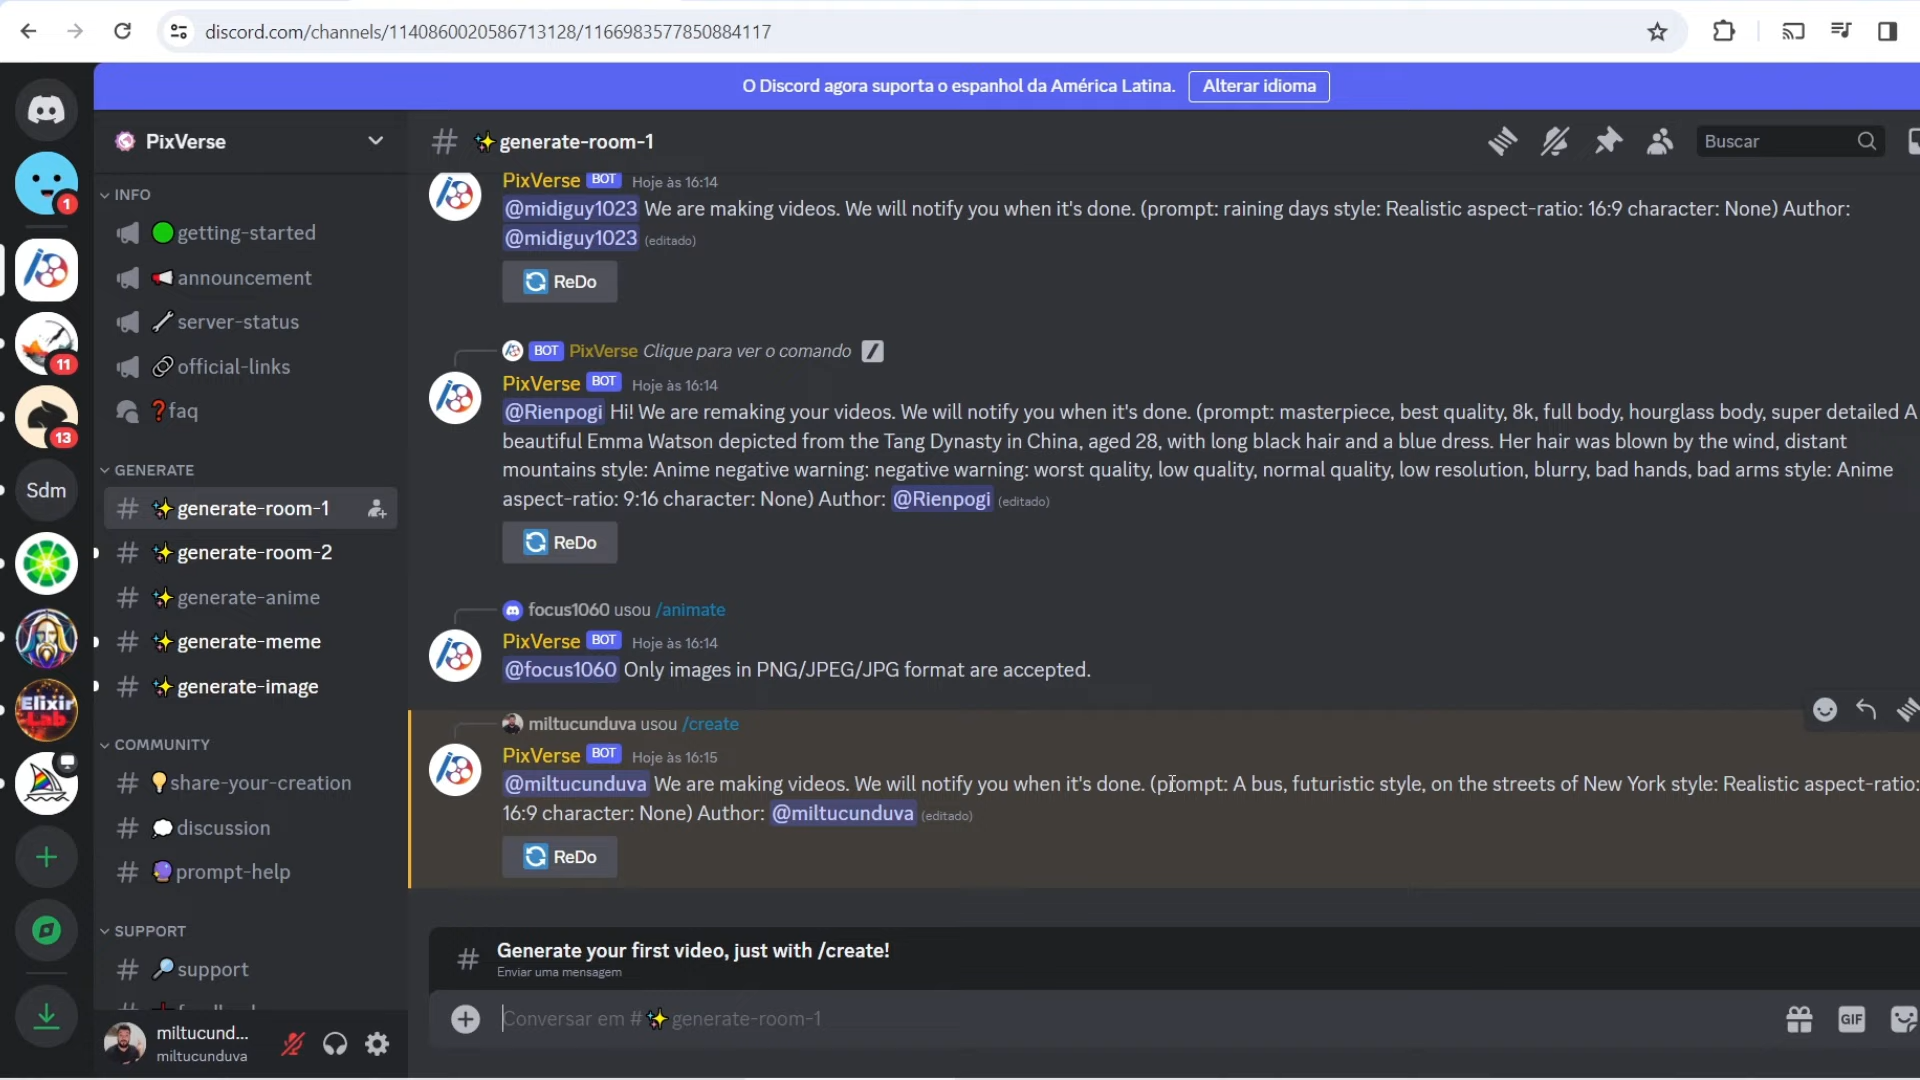 discord.com/channels/1140860020586713128/1166983577850884117
O Discord agora suporta o espanhol da América Latina. Alterar idioma
PixVerse
# ✨generate-room-1
Buscar
PixVerse BOT Hoje às 16:14
@midiguy1023 We are making videos. We will notify you when it's done. (prompt: raining days style: Realistic aspect-ratio: 16:9 character: None) Author:
@midiguy1023 (editado)
ReDo
BOT PixVerse Clique para ver o comando
PixVerse BOT Hoje às 16:14
@Rienpogi Hi! We are remaking your videos. We will notify you when it's done. (prompt: masterpiece, best quality, 8k, full body, hourglass body, super detailed A
beautiful Emma Watson depicted from the Tang Dynasty in China, aged 28, with long black hair and a blue dress. Her hair was blown by the wind, distant
mountains style: Anime negative warning: negative warning: worst quality, low quality, normal quality, low resolution, blurry, bad hands, bad arms style: Anime
aspect-ratio: 9:16 character: None) Author: @Rienpogi (editado)
ReDo
focus1060 usou /animate
PixVerse BOT Hoje às 16:14
@focus1060 Only images in PNG/JPEG/JPG format are accepted.
miltucunduva usou /create
PixVerse BOT Hoje às 16:15
@miltucunduva We are making videos. We will notify you when it's done. (prompt: A bus, futuristic style, on the streets of New York style: Realistic aspect-ratio:
16:9 character: None) Author: @miltucunduva (editado)
ReDo
# Generate your first video, just with /create!
Enviar uma mensagem
Conversar em #✨generate-room-1
GIF
INFO
getting-started
announcement
server-status
official-links
faq
GENERATE
# ✨generate-room-1
# ✨generate-room-2
# ✨generate-anime
# ✨generate-meme
# ✨generate-image
COMMUNITY
# share-your-creation
# discussion
# prompt-help
SUPPORT
# support
miltucund...
miltucunduva
1
11
13
Sdm
Elixir
Lab